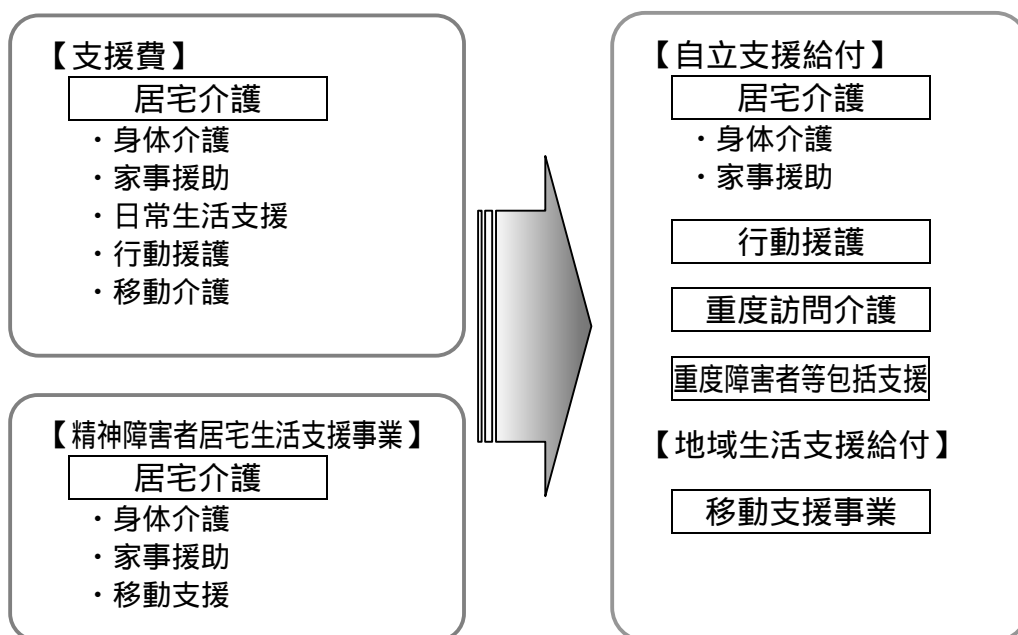 【支援費】
居宅介護
・身体介護
・家事援助
・日常生活支援
・行動援護
・移動介護
【精神障害者居宅生活支援事業】
居宅介護
・身体介護
・家事援助
・移動支援
【自立支援給付】
居宅介護
・身体介護
・家事援助
行動援護
重度訪問介護
重度障害者等包括支援
【地域生活支援給付】
移動支援事業